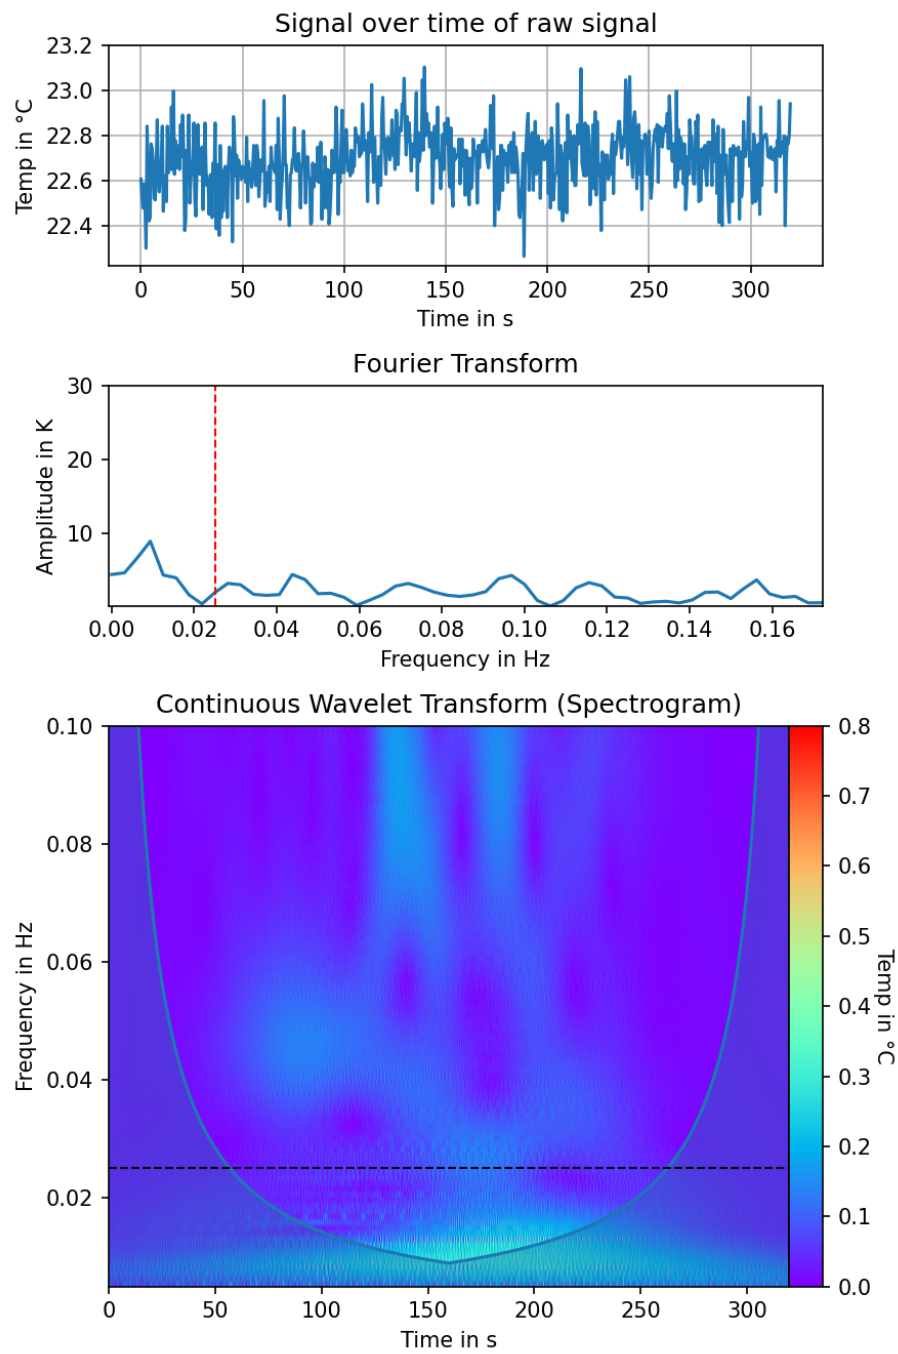 Signal over time of raw signal
23.2
23.0
22.8
22.6
22.4
Temp in °C
0 50 100 150 200 250 300
Time in s
Fourier Transform
30
20
10
Amplitude in K
0.00 0.02 0.04 0.06 0.08 0.10 0.12 0.14 0.16
Frequency in Hz
Continuous Wavelet Transform (Spectrogram)
0.10
0.08
0.06
0.04
0.02
Frequency in Hz
0 50 100 150 200 250 300
Time in s
0.8
0.7
0.6
0.5
0.4
0.3
0.2
0.1
0.0
Temp in °C